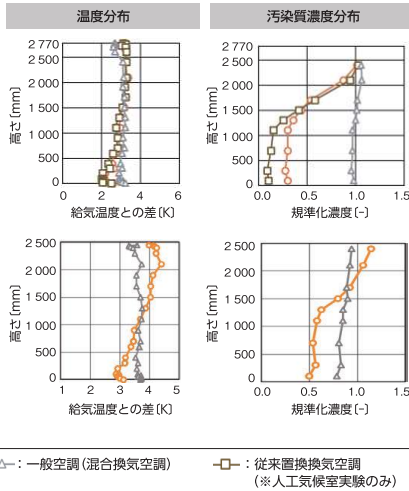 温度分布
汚染質濃度分布
高さ[mm]
2 770
2 500
2 000
1 500
1 000
500
0
0 2 4 6
給気温度との差[K]
高さ[mm]
2 770
2 500
2 000
1 500
1 000
500
0
0.0 0.5 1.0 1.5
規準化濃度[-]
高さ[mm]
2 500
2 000
1 500
1 000
500
0
1 2 3 4 5
給気温度との差[K]
高さ[mm]
2 500
2 000
1 500
1 000
500
0
0.0 0.5 1.0 1.5
規準化濃度[-]
：一般空調（混合換気空調）
：従来置換換気空調
（※人工気候室実験のみ）